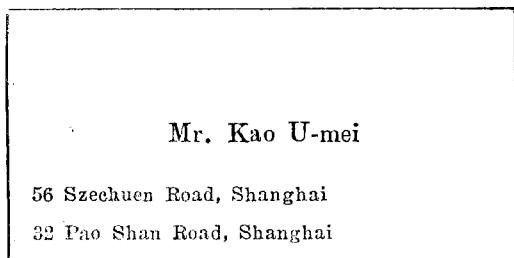 Mr. Kao U-mei
56 Szechuen Road, Shanghai
32 Pao Shan Road, Shanghai